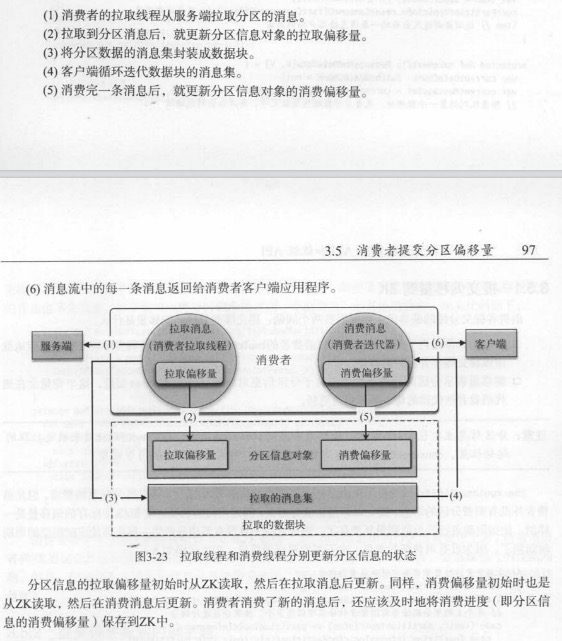 (1) 消费者的拉取线程从服务端拉取分区的消息。
(2) 拉取到分区消息后，就更新分区信息对象的拉取偏移量。
(3) 将分区数据的消息集封装成数据块。
(4) 客户端循环迭代数据块的消息集。
(5) 消费完一条消息后，就更新分区信息对象的消费偏移量。
3.5 消费者提交分区偏移量 97
(6) 消息流中的每一条消息返回给消费者客户端应用程序。
拉取消息
(消费者拉取线程)
拉取偏移量
消费者
消费消息
(消费者迭代器)
消费偏移量
服务端
(1)
(6)
客户端
(2)
(5)
拉取偏移量
分区信息对象
消费偏移量
(3)
拉取的消息集
(4)
拉取的数据块
图3-23 拉取线程和消费线程分别更新分区信息的状态
分区信息的拉取偏移量初始时从ZK读取，然后在拉取消息后更新。同样，消费偏移量初始时也是
从ZK读取，然后在消费消息后更新。消费者消费了新的消息后，还应该及时地将消费进度（即分区信
息的消费偏移量）保存到ZK中。